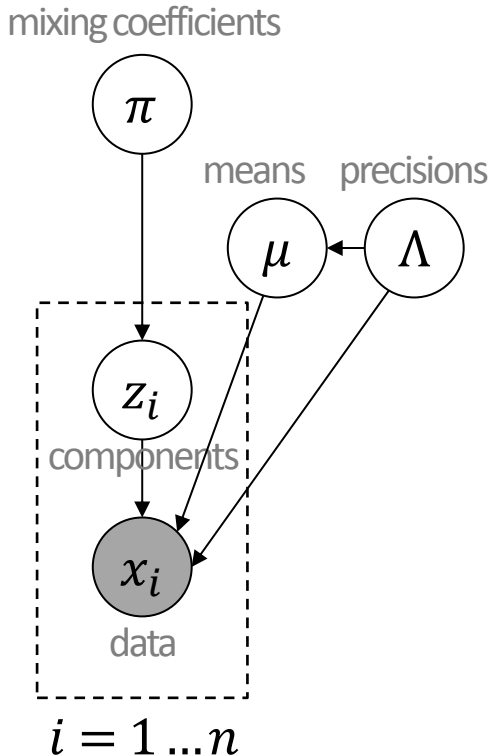 mixing coefficients
π
means precisions
μ Λ
z_i
components
x_i
data
i = 1 … n